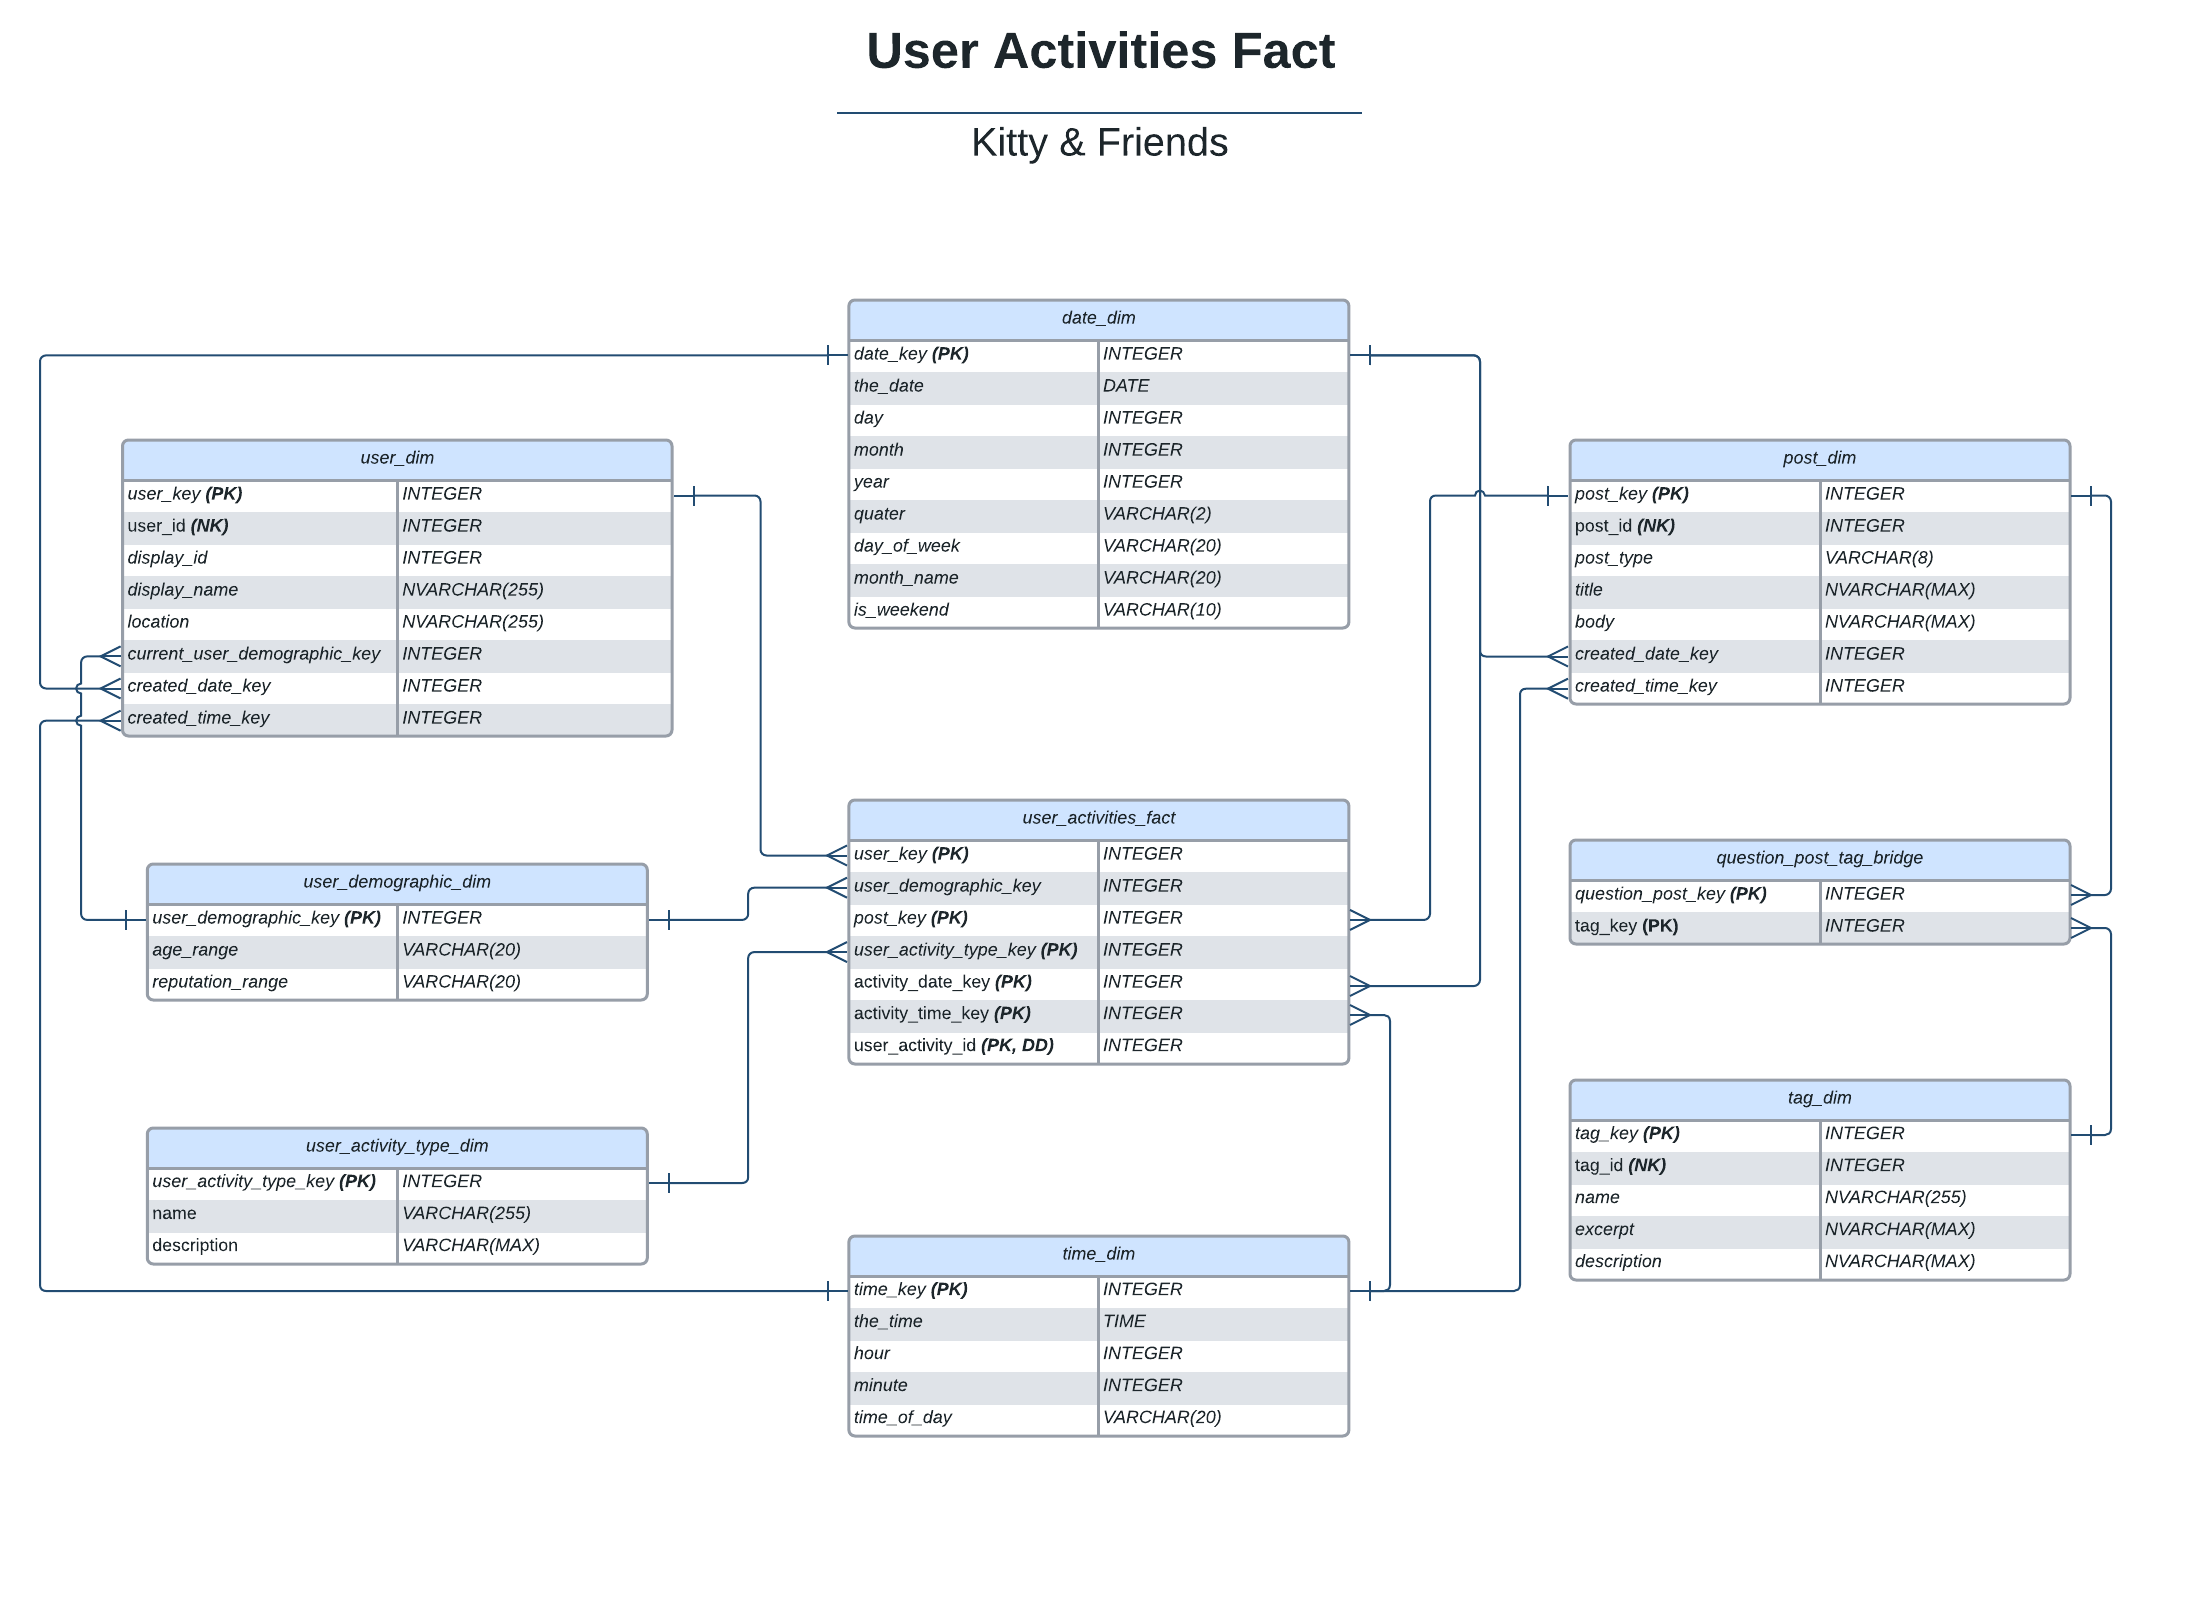 User Activities Fact
Kitty & Friends
date_dim
date_key (PK) INTEGER
the_date DATE
day INTEGER
month INTEGER
year INTEGER
quater VARCHAR(2)
day_of_week VARCHAR(20)
month_name VARCHAR(20)
is_weekend VARCHAR(10)
user_dim
user_key (PK) INTEGER
user_id (NK) INTEGER
display_id INTEGER
display_name NVARCHAR(255)
location NVARCHAR(255)
current_user_demographic_key INTEGER
created_date_key INTEGER
created_time_key INTEGER
post_dim
post_key (PK) INTEGER
post_id (NK) INTEGER
post_type VARCHAR(8)
title NVARCHAR(MAX)
body NVARCHAR(MAX)
created_date_key INTEGER
created_time_key INTEGER
user_activities_fact
user_key (PK) INTEGER
user_demographic_key INTEGER
post_key (PK) INTEGER
user_activity_type_key (PK) INTEGER
activity_date_key (PK) INTEGER
activity_time_key (PK) INTEGER
user_activity_id (PK, DD) INTEGER
user_demographic_dim
user_demographic_key (PK) INTEGER
age_range VARCHAR(20)
reputation_range VARCHAR(20)
question_post_tag_bridge
question_post_key (PK) INTEGER
tag_key (PK) INTEGER
user_activity_type_dim
user_activity_type_key (PK) INTEGER
name VARCHAR(255)
description VARCHAR(MAX)
time_dim
time_key (PK) INTEGER
the_time TIME
hour INTEGER
minute INTEGER
time_of_day VARCHAR(20)
tag_dim
tag_key (PK) INTEGER
tag_id (NK) INTEGER
name NVARCHAR(255)
excerpt NVARCHAR(MAX)
description NVARCHAR(MAX)